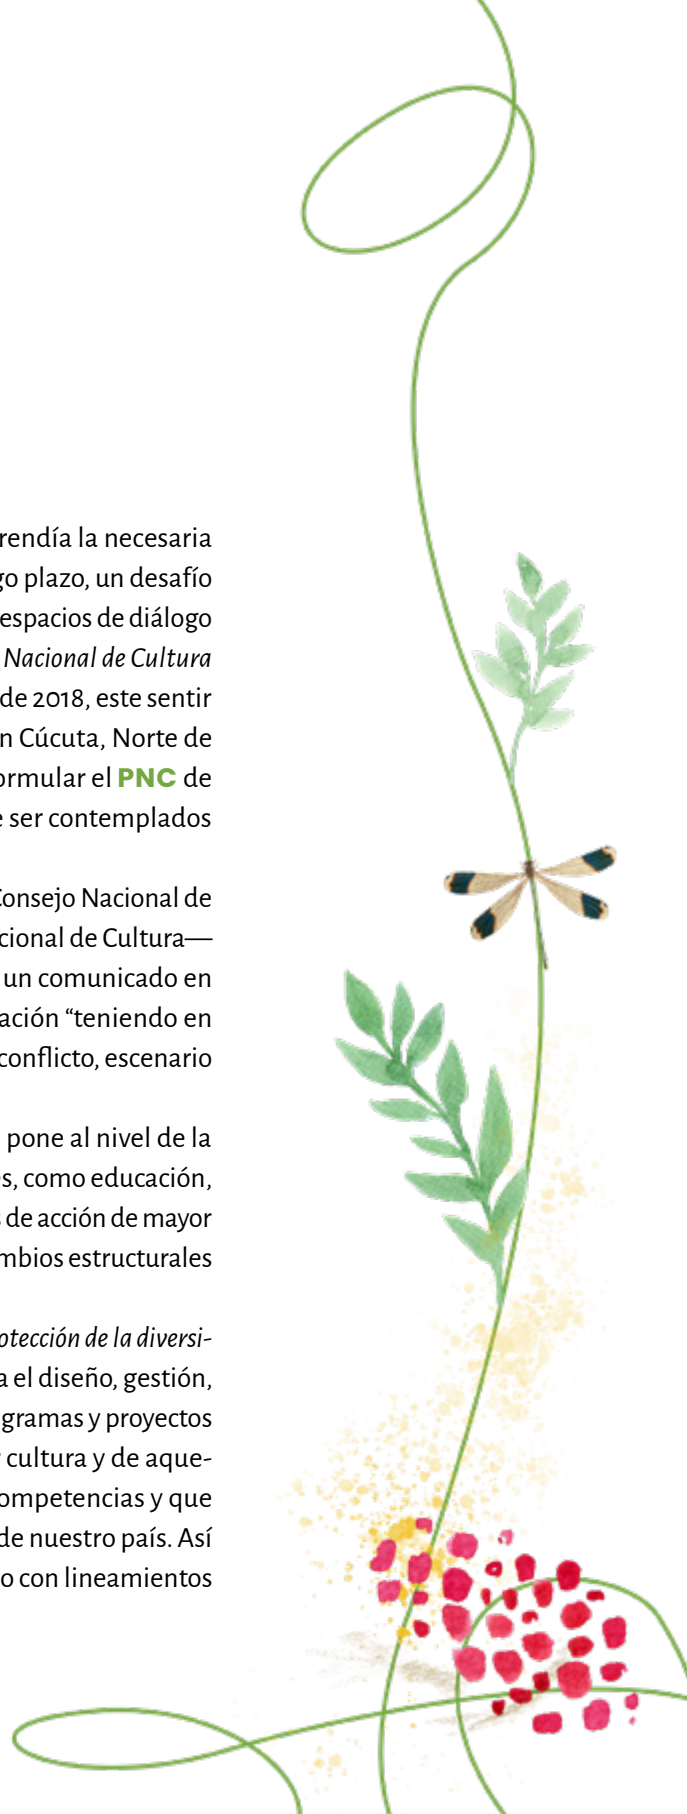 rendía la necesaria
go plazo, un desafío
espacios de diálogo
Nacional de Cultura
de 2018, este sentir
n Cúcuta, Norte de
ormular el PNC de
e ser contemplados
Consejo Nacional de
cional de Cultura—
un comunicado en
ación “teniendo en
conflicto, escenario
pone al nivel de la
s, como educación,
s de acción de mayor
mbios estructurales
otección de la diversi-
a el diseño, gestión,
gramas y proyectos
cultura y de aque-
ompetencias y que
de nuestro país. Así
o con lineamientos